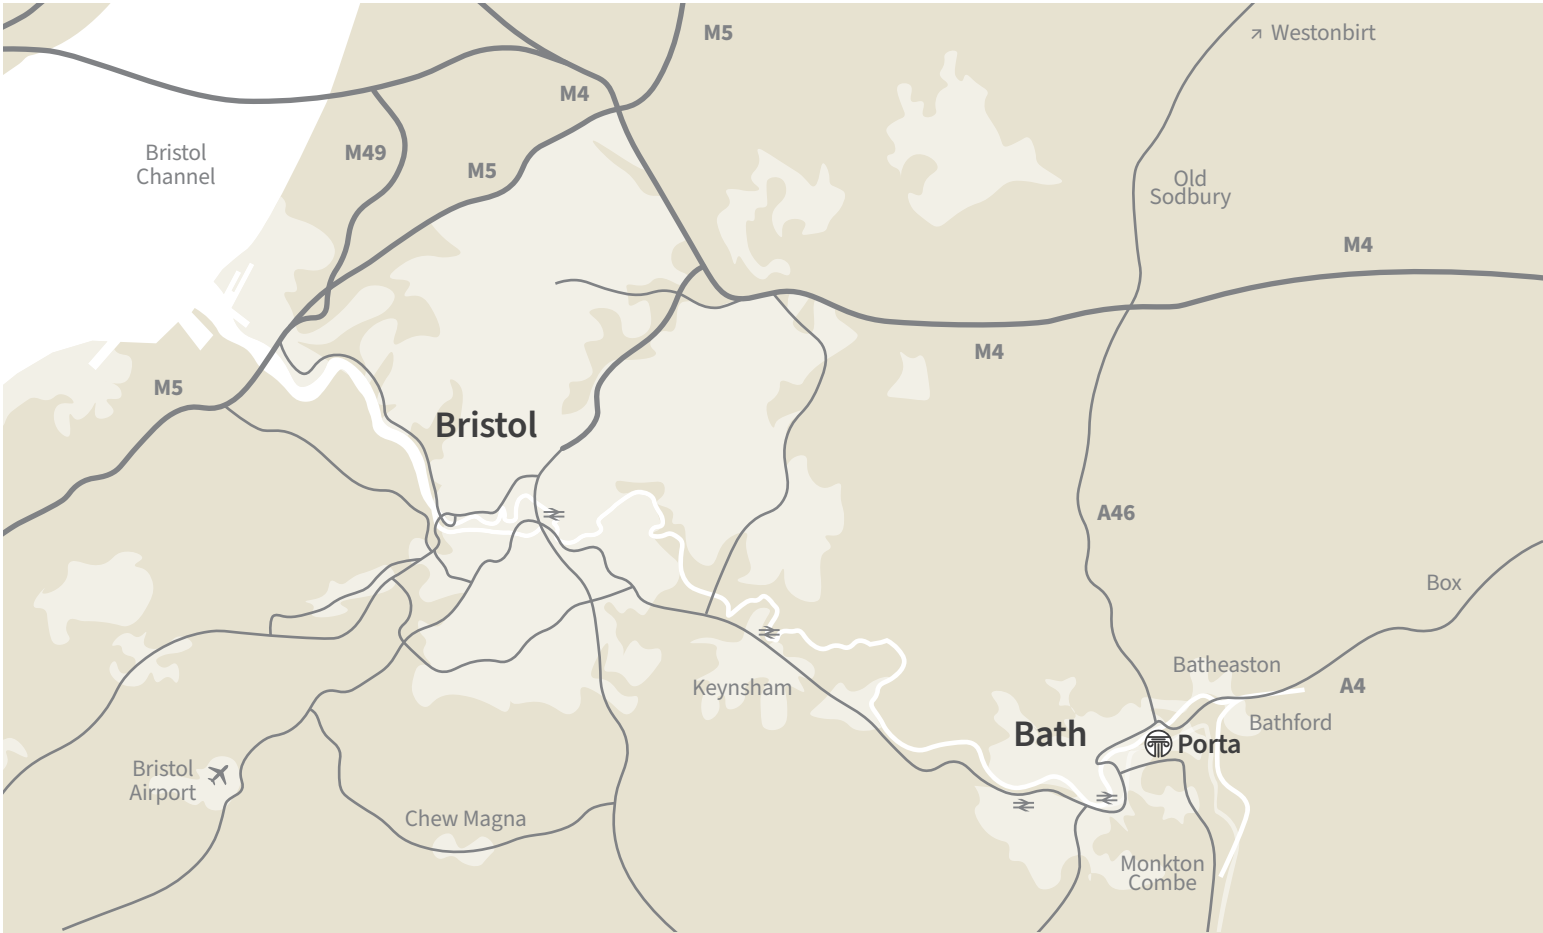 M5
Westonbirt
M4
M49
Bristol
Channel
M5
Old
Sodbury
M4
M4
M5
Bristol
A46
Box
Batheaston
Keynsham
A4
Bath
Bathford
Porta
Bristol
Airport
Chew Magna
Monkton
Combe